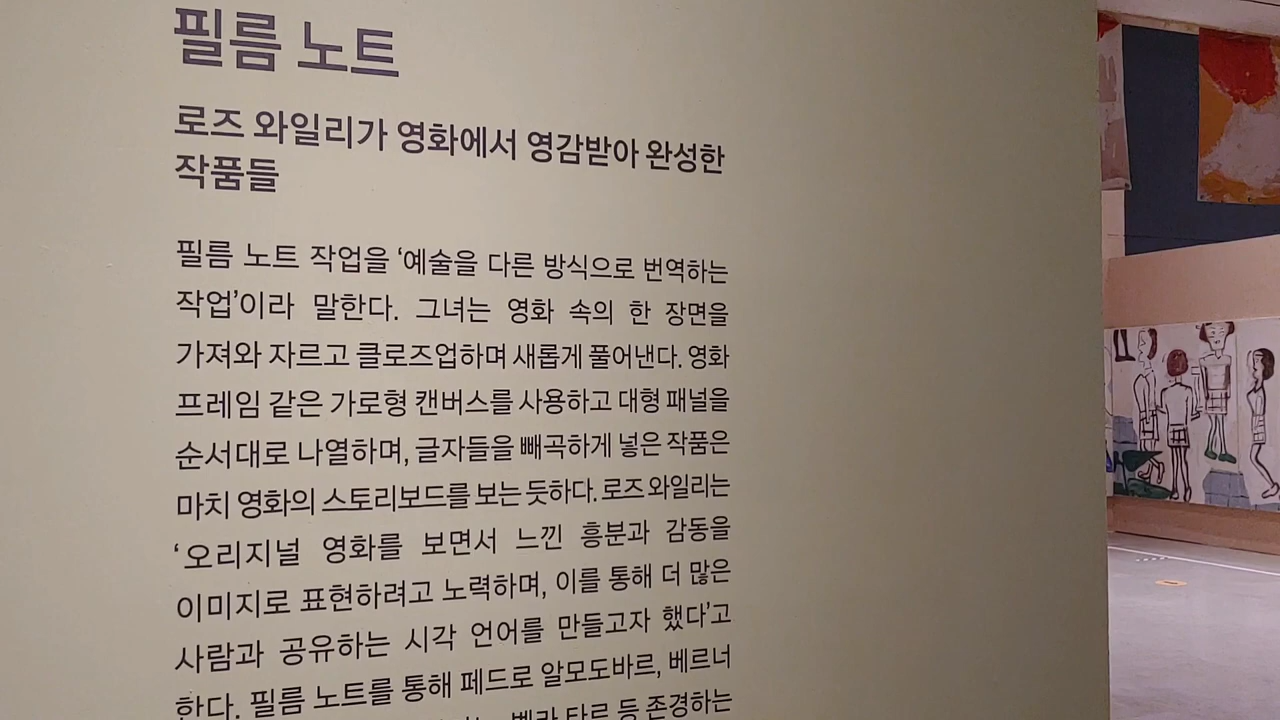 필름 노트
로즈 와일리가 영화에서 영감받아 완성한
작품들
필름 노트 작업을 ‘예술을 다른 방식으로 번역하는
작업’이라 말한다. 그녀는 영화 속의 한 장면을
가져와 자르고 클로즈업하며 새롭게 풀어낸다. 영화
프레임 같은 가로형 캔버스를 사용하고 대형 패널을
순서대로 나열하며, 글자들을 빼곡하게 넣은 작품은
마치 영화의 스토리보드를 보는 듯하다. 로즈 와일리는
‘오리지널 영화를 보면서 느낀 흥분과 감동을
이미지로 표현하려고 노력하며, 이를 통해 더 많은
사람과 공유하는 시각 언어를 만들고자 했다’고
한다. 필름 노트를 통해 페드로 알모도바르, 베르너
벨라 타르 등 존경하는